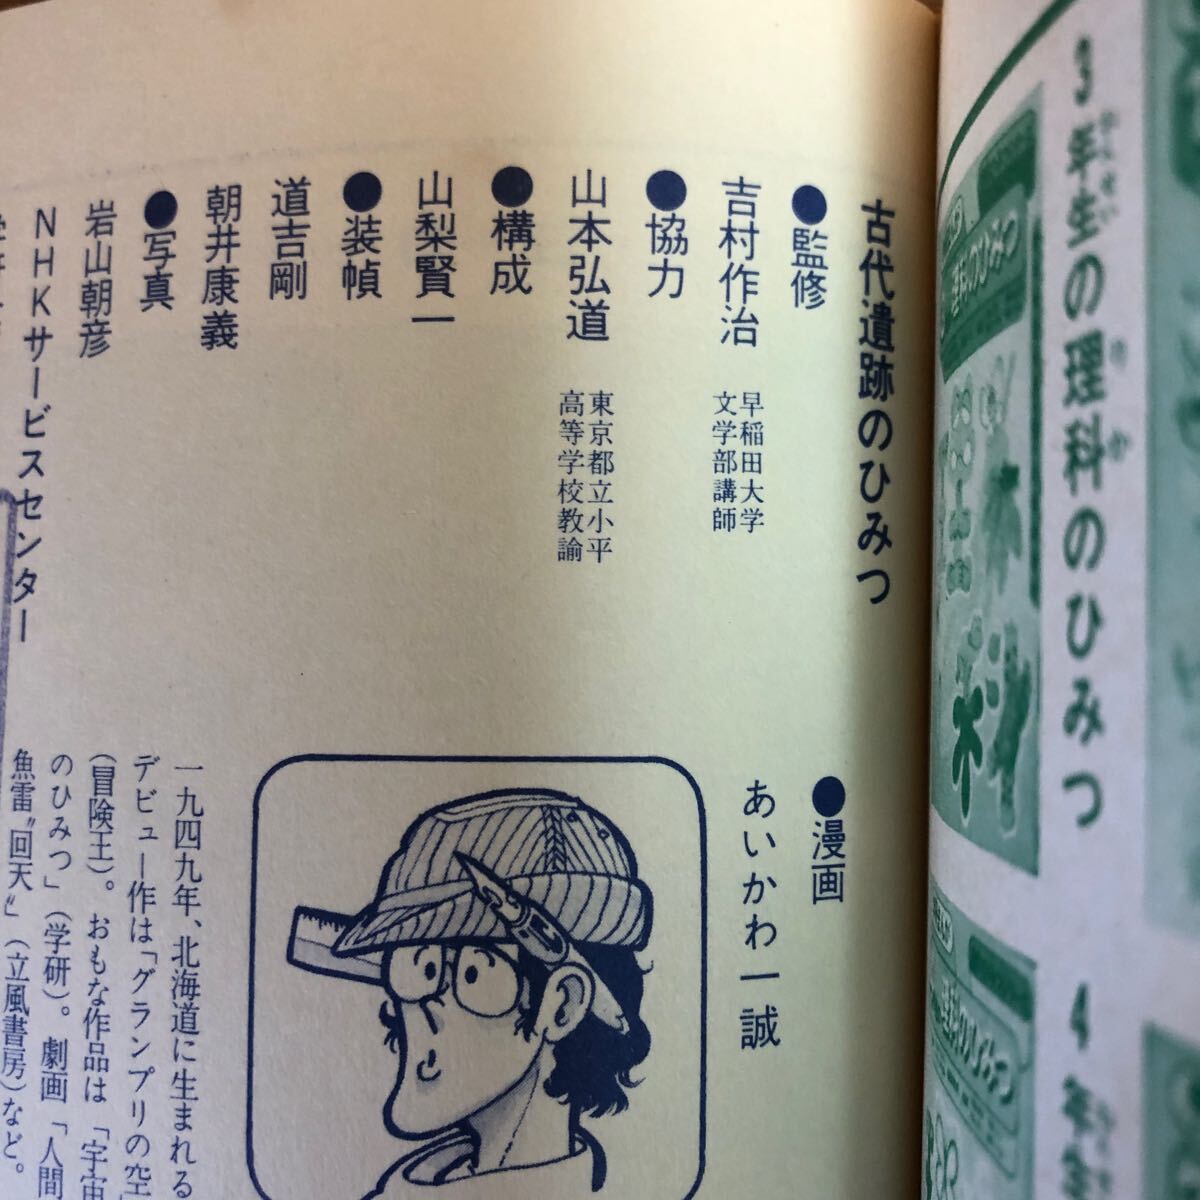 3年生の理科のひみつ
4年
古代遺跡のひみつ
●監修
吉村作治
早稲田大学
文学部講師
●協力
山本弘道
東京都立小平
高等学校教諭
●構成
山梨賢一
●装幀
道吉剛
朝井康義
●写真
岩山朝彦
NHKサービスセンター
●漫画
あいかわ一誠
一九四九年、北海道に生まれる
デビュー作は「グランプリの空」
(冒険王)。おもな作品は「宇宙
のひみつ」(学研)。劇画「人間
魚雷〝回天〟(立風書房)など。